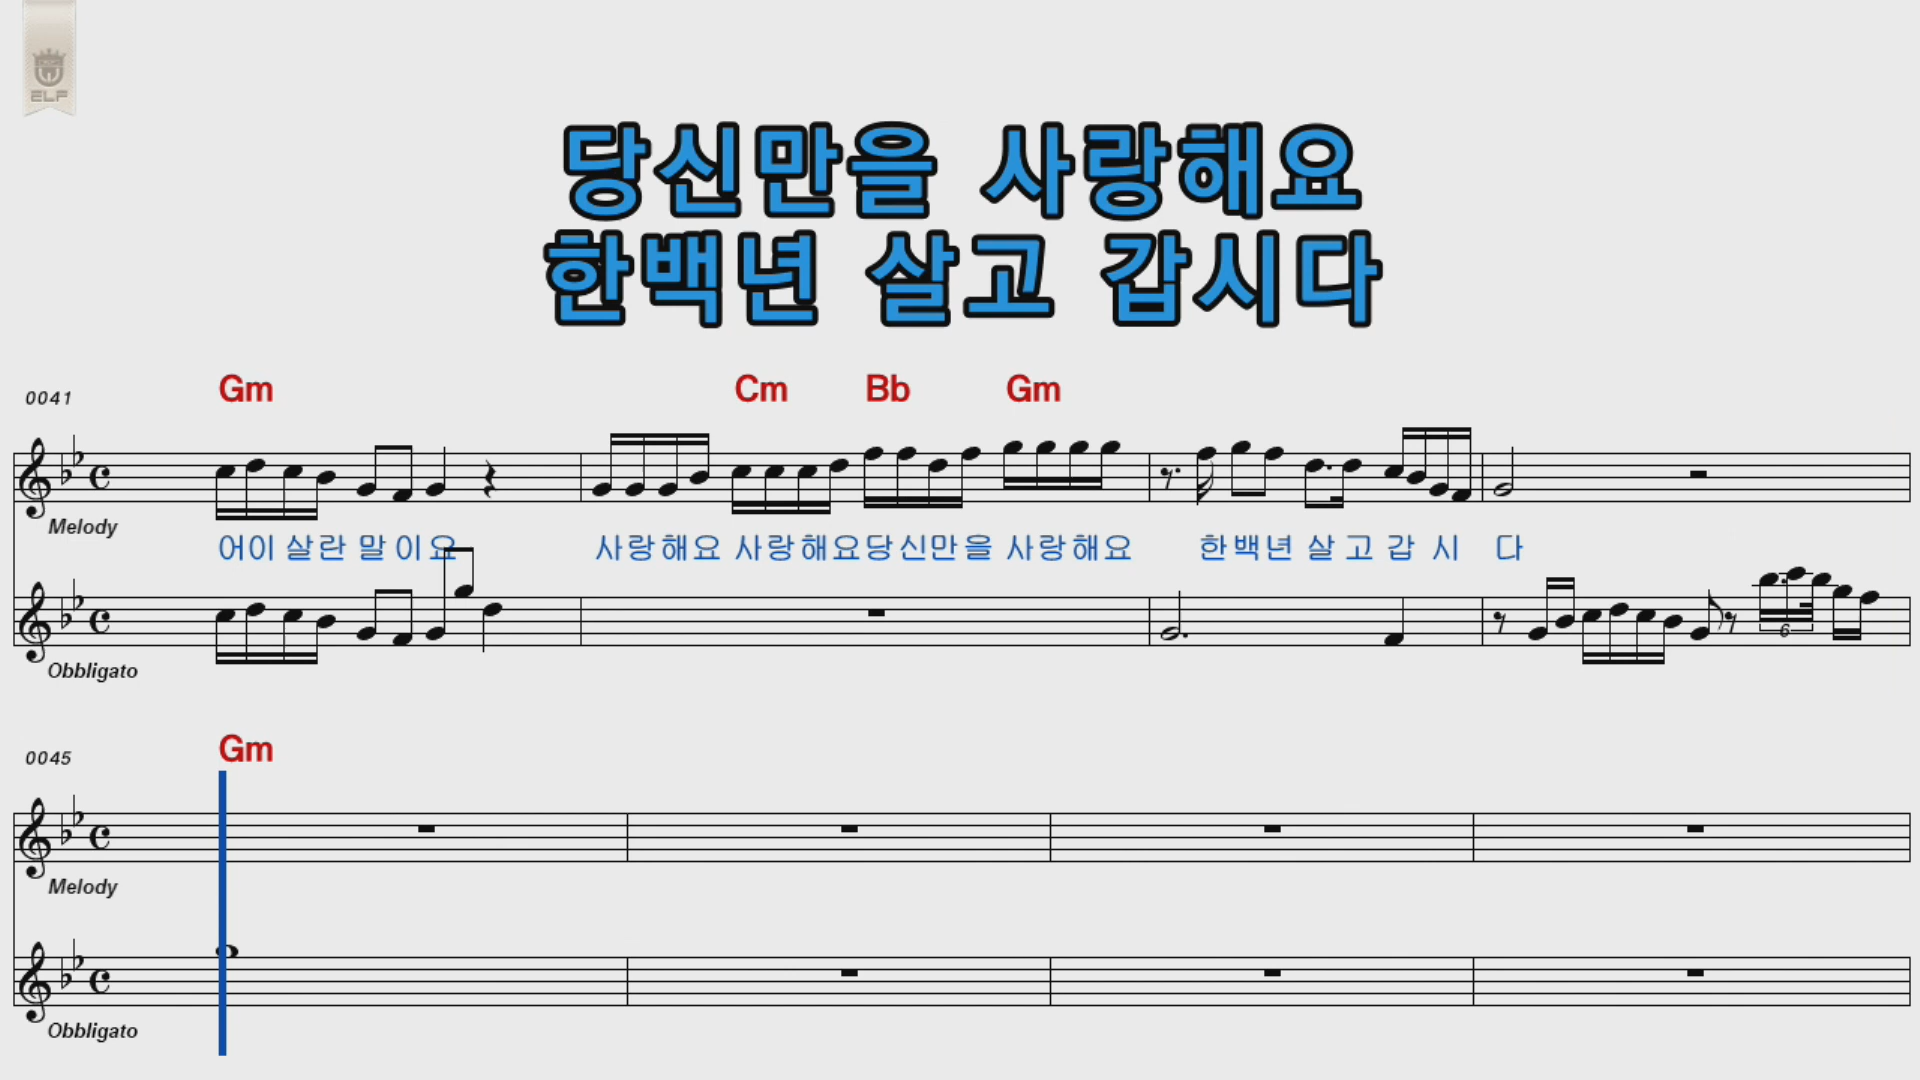 ELF
당신만을 사랑해요
한백년 살고 갑시다
0041 Gm Cm Bb Gm
Melody
어이 살란 말이요 사랑해요 사랑해요당신만을 사랑해요 한백년 살고 갑 시 다
6
Obbligato
0045 Gm
Melody
Obbligato